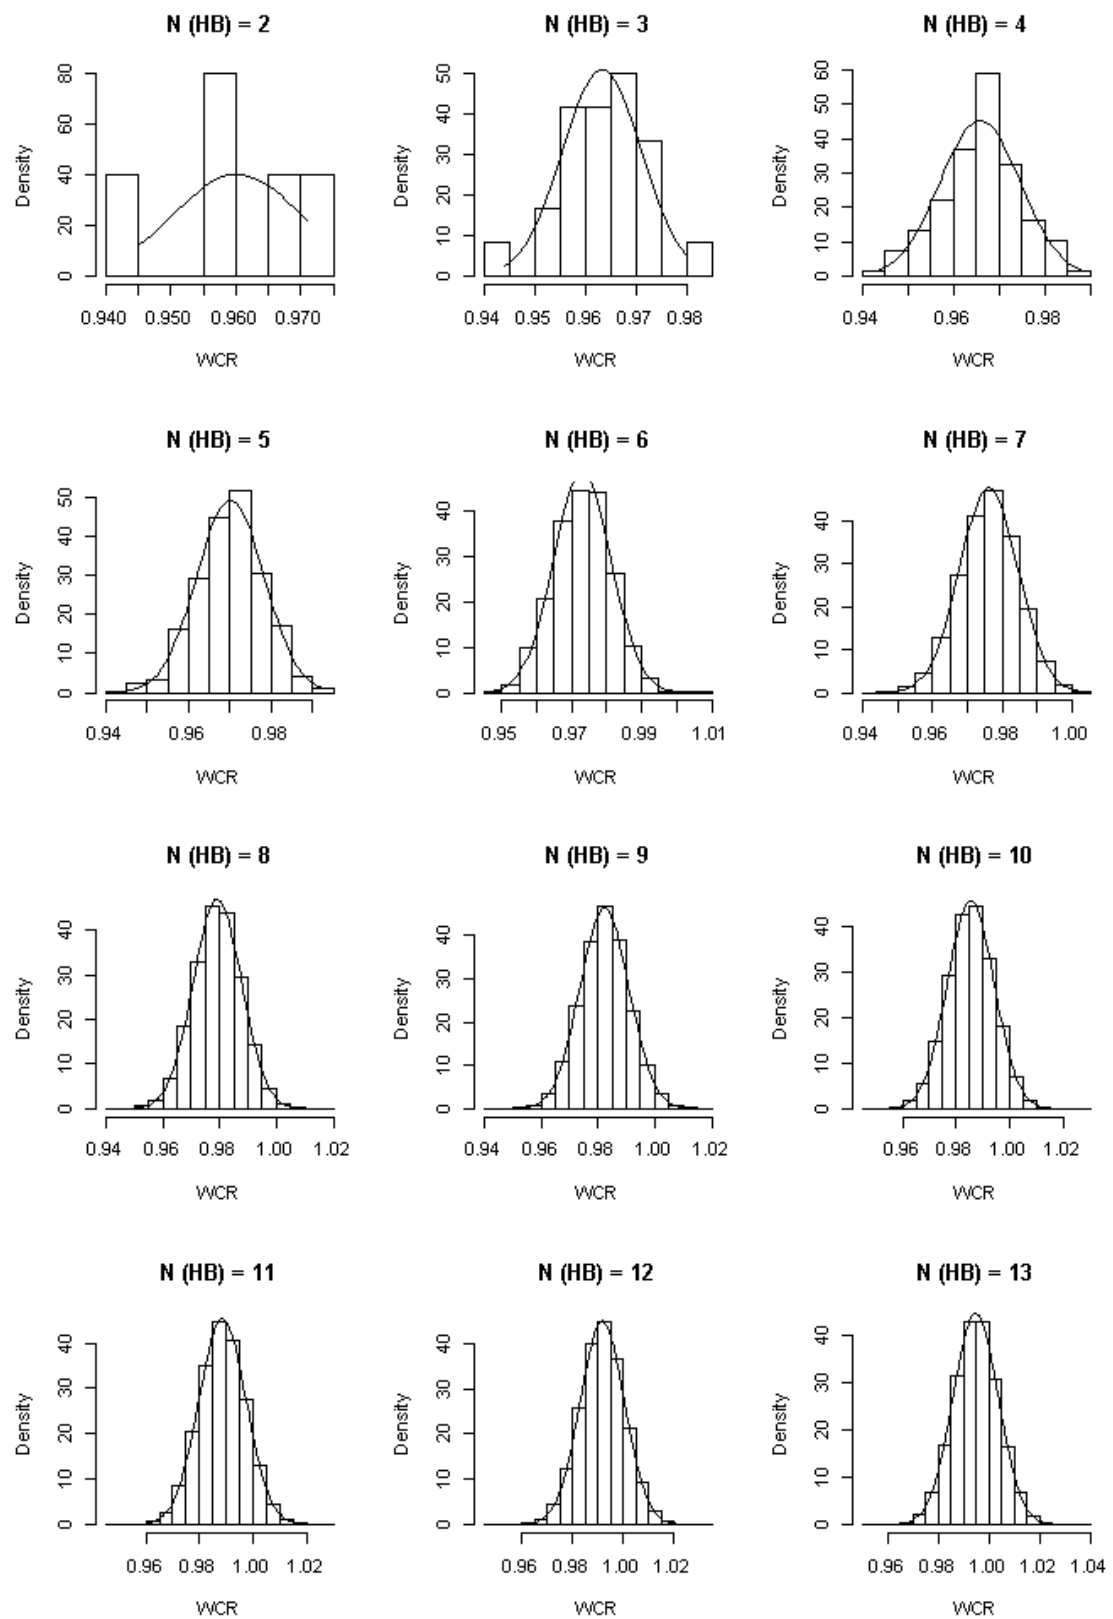 N (HB) = 2
N (HB) = 3
N (HB) = 4
Density
0 20 40 60 80
0.940 0.950 0.960 0.970
WCR
Density
0 10 20 30 40 50
0.94 0.95 0.96 0.97 0.98
WCR
Density
0 10 20 30 40 50 60
0.94 0.96 0.98
WCR
N (HB) = 5
N (HB) = 6
N (HB) = 7
Density
0 10 20 30 40 50
0.94 0.96 0.98
WCR
Density
0 10 20 30 40
0.95 0.97 0.99 1.01
WCR
Density
0 10 20 30 40
0.94 0.96 0.98 1.00
WCR
N (HB) = 8
N (HB) = 9
N (HB) = 10
Density
0 10 20 30 40
0.94 0.96 0.98 1.00 1.02
WCR
Density
0 10 20 30 40
0.94 0.96 0.98 1.00 1.02
WCR
Density
0 10 20 30 40
0.96 0.98 1.00 1.02
WCR
N (HB) = 11
N (HB) = 12
N (HB) = 13
Density
0 10 20 30 40
0.96 0.98 1.00 1.02
WCR
Density
0 10 20 30 40
0.96 0.98 1.00 1.02
WCR
Density
0 10 20 30 40
0.96 0.98 1.00 1.02 1.04
WCR